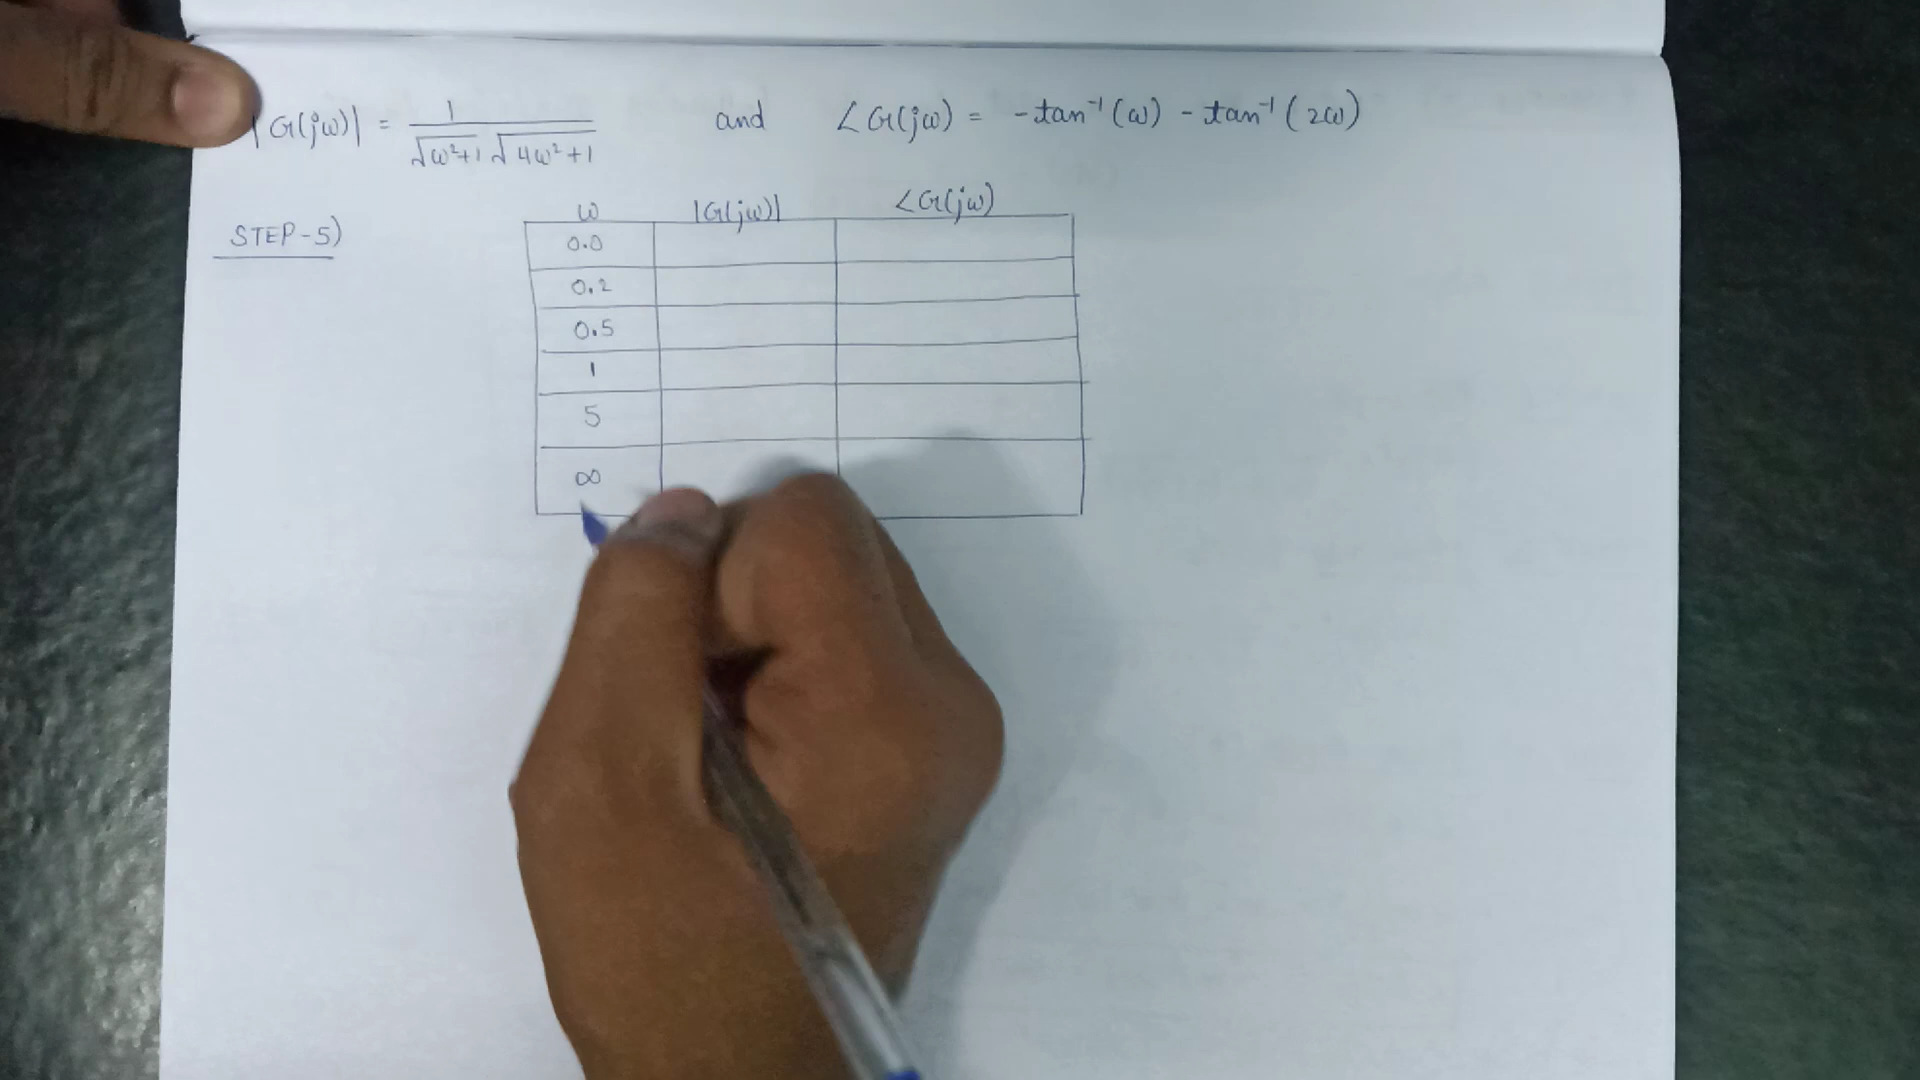 |G(jω)| = 1/(√(ω²+1) √(4ω²+1)) and ∠G(jω) = -tan⁻¹(ω) - tan⁻¹(2ω)
STEP-5)
ω |G(jω)| ∠G(jω)
0.0
0.2
0.5
1
5
∞